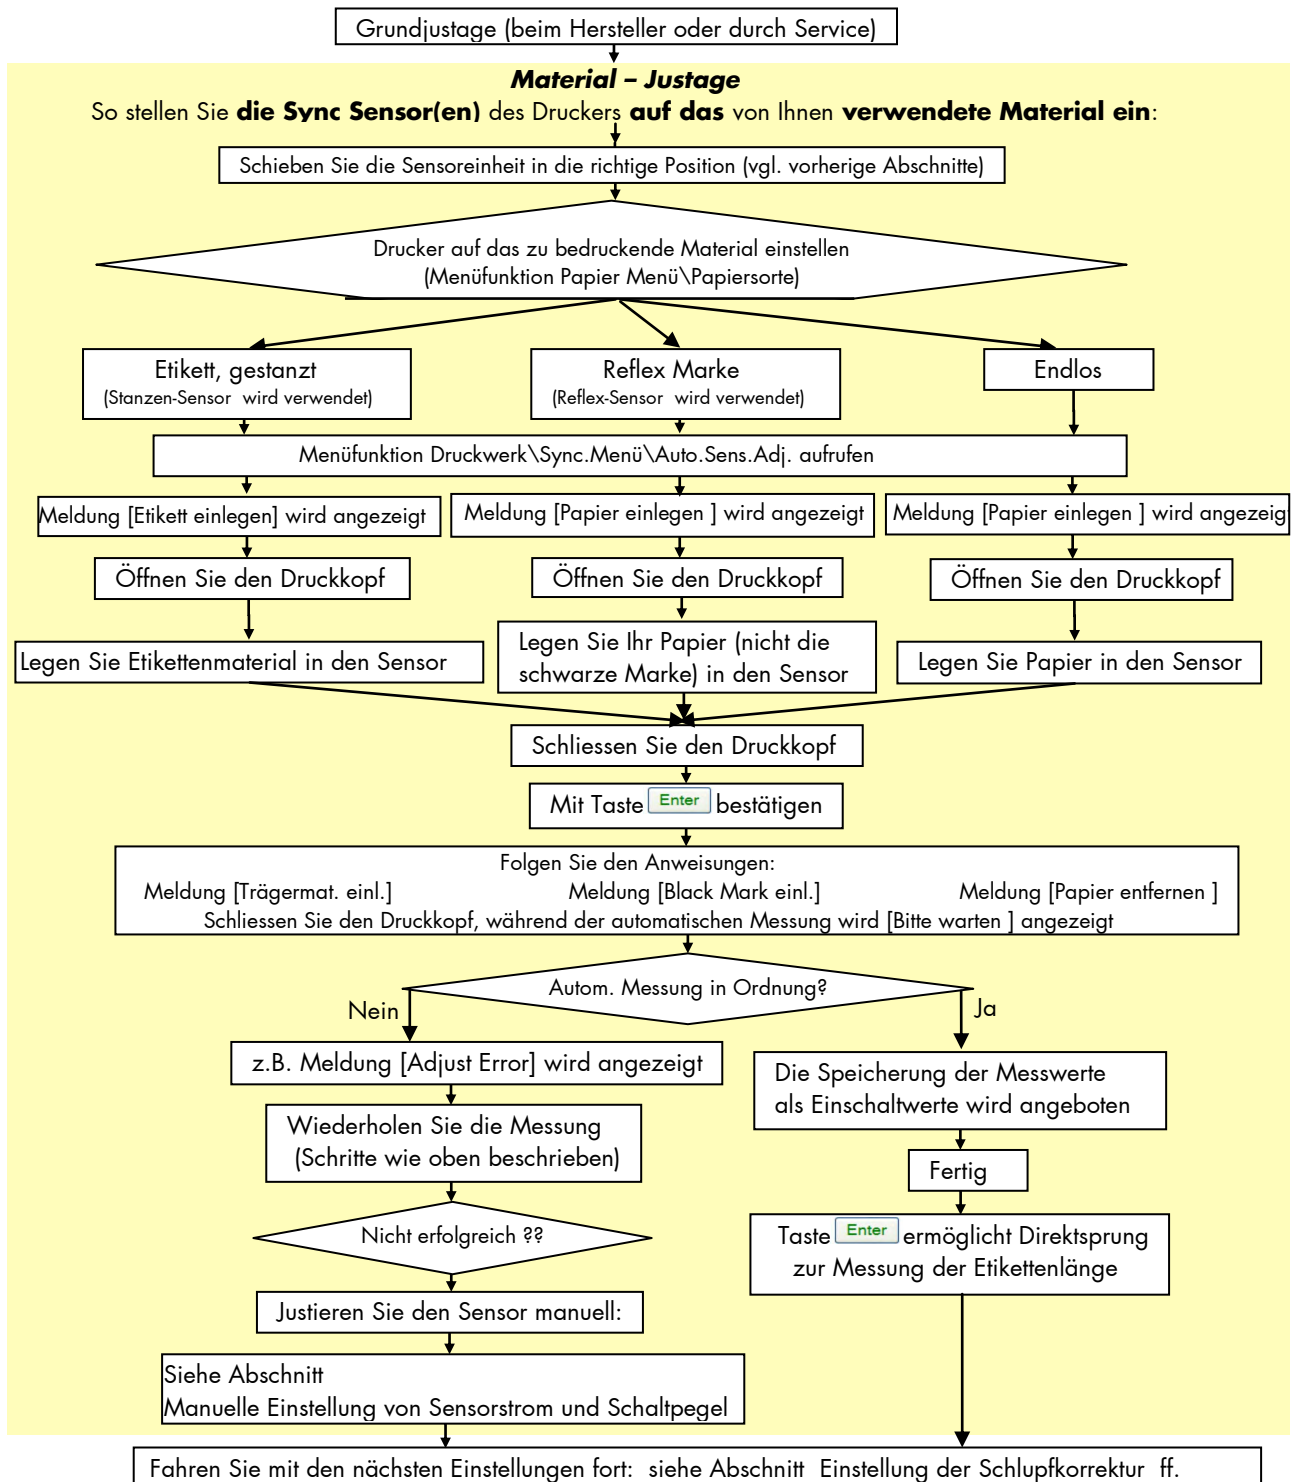 Grundjustage (beim Hersteller oder durch Service)
Material – Justage
So stellen Sie die Sync Sensor(en) des Druckers auf das von Ihnen verwendete Material ein:
Schieben Sie die Sensoreinheit in die richtige Position (vgl. vorherige Abschnitte)
Drucker auf das zu bedruckende Material einstellen
(Menüfunktion Papier Menü\Papiersorte)
Etikett, gestanzt
(Stanzen-Sensor wird verwendet)
Reflex Marke
(Reflex-Sensor wird verwendet)
Endlos
Menüfunktion Druckwerk\Sync.Menü\Auto.Sens.Adj. aufrufen
Meldung [Etikett einlegen] wird angezeigt
Meldung [Papier einlegen ] wird angezeigt
Meldung [Papier einlegen ] wird angezeigt
Öffnen Sie den Druckkopf
Öffnen Sie den Druckkopf
Öffnen Sie den Druckkopf
Legen Sie Etikettenmaterial in den Sensor
Legen Sie Ihr Papier (nicht die
schwarze Marke) in den Sensor
Legen Sie Papier in den Sensor
Schliessen Sie den Druckkopf
Mit Taste Enter bestätigen
Folgen Sie den Anweisungen:
Meldung [Trägermat. einl.] Meldung [Black Mark einl.] Meldung [Papier entfernen ]
Schliessen Sie den Druckkopf, während der automatischen Messung wird [Bitte warten ] angezeigt
Autom. Messung in Ordnung?
Nein
Ja
z.B. Meldung [Adjust Error] wird angezeigt
Die Speicherung der Messwerte
als Einschaltwerte wird angeboten
Wiederholen Sie die Messung
(Schritte wie oben beschrieben)
Fertig
Nicht erfolgreich ??
Taste Enter ermöglicht Direktsprung
zur Messung der Etikettenlänge
Justieren Sie den Sensor manuell:
Siehe Abschnitt
Manuelle Einstellung von Sensorstrom und Schaltpegel
Fahren Sie mit den nächsten Einstellungen fort: siehe Abschnitt Einstellung der Schlupfkorrektur ff.